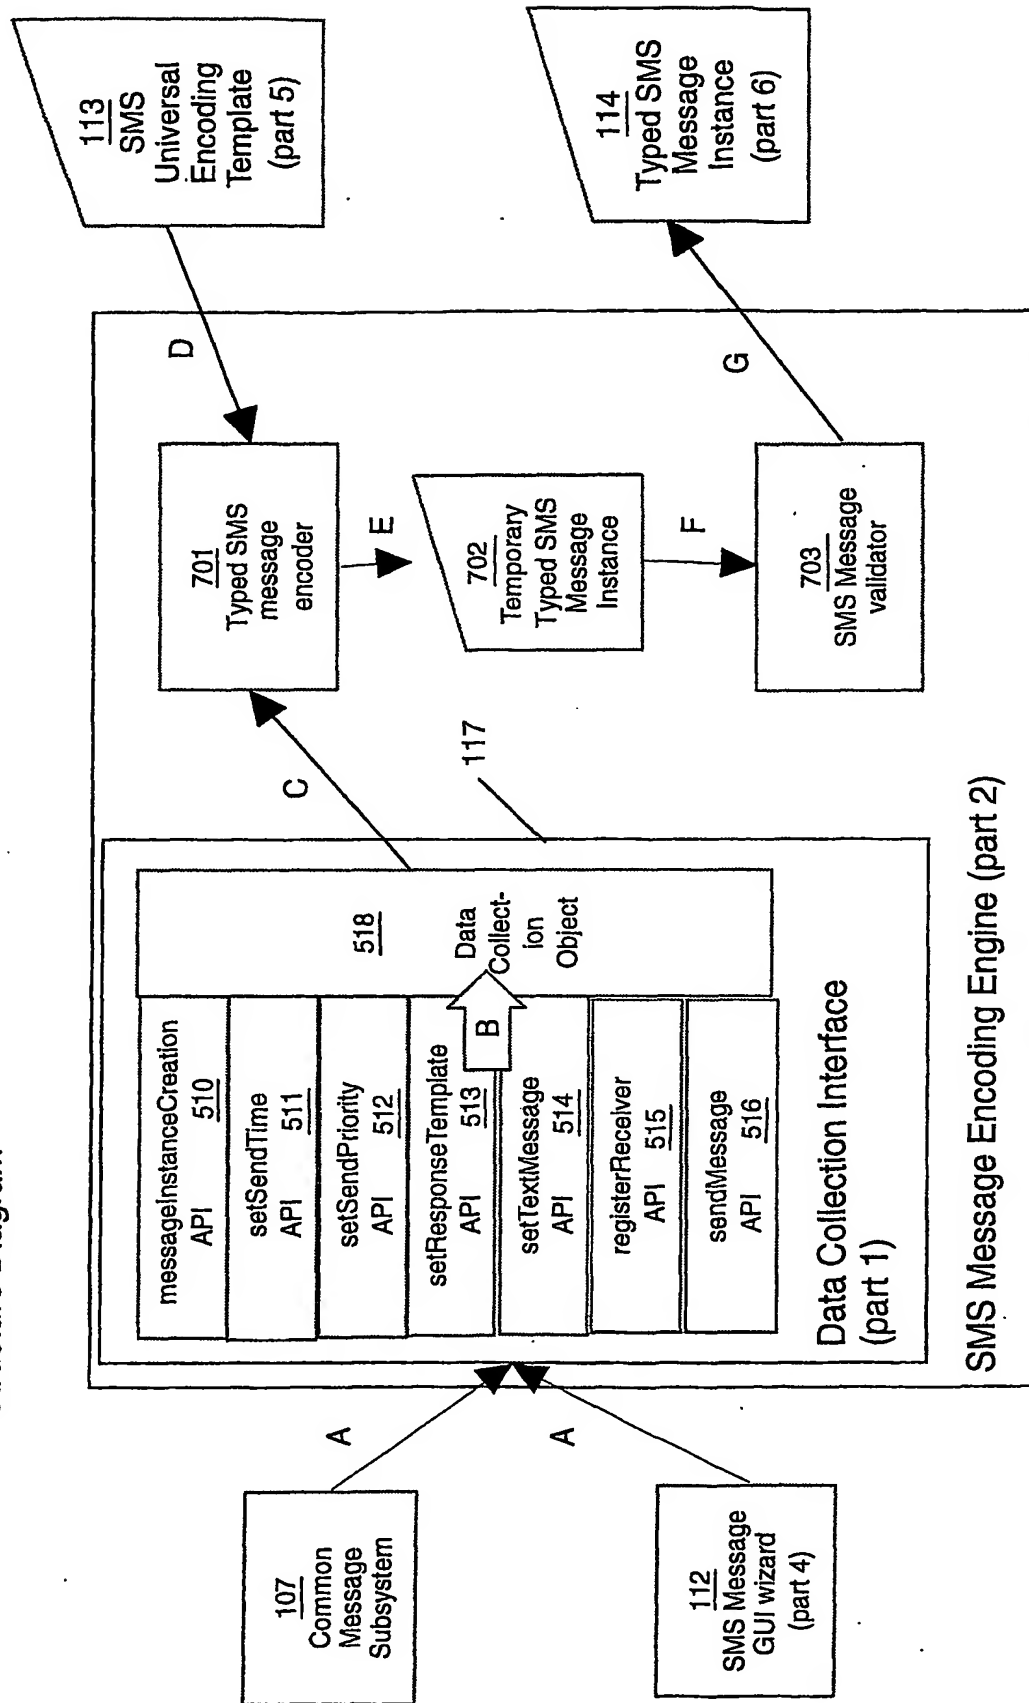 107
Common
Message
Subsystem
112
SMS Message
GUI wizard
(part 4)
A
A
messageInstanceCreation
API 510
setSendTime
API 511
setSendPriority
API 512
setResponseTemplate
API 513
setTextMessage
API 514
registerReceiver
API 515
sendMessage
API 516
B
518
Data
Collect-
ion
Object
Data Collection Interface
(part 1)
117
C
701
Typed SMS
message
encoder
E
702
Temporary
Typed SMS
Message
Instance
F
703
SMS Message
validator
D
G
113
SMS
Universal
Encoding
Template
(part 5)
114
Typed SMS
Message
Instance
(part 6)
SMS Message Encoding Engine (part 2)